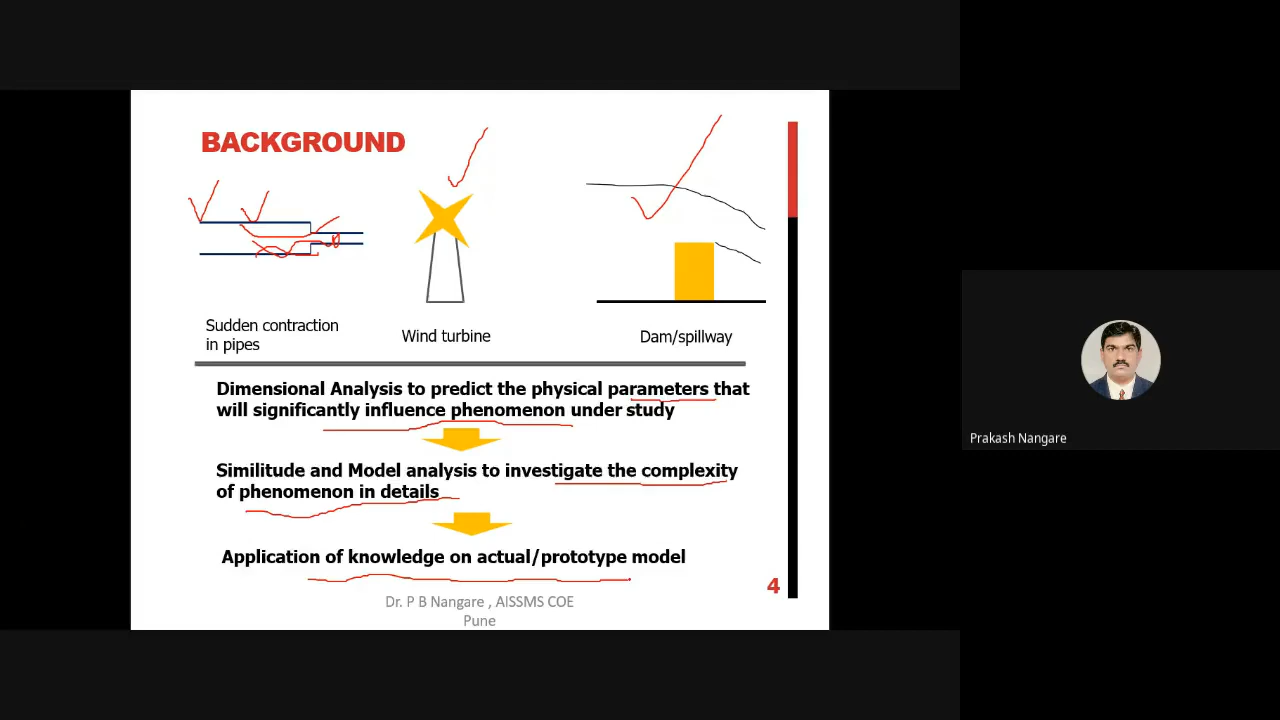 BACKGROUND
Sudden contraction
in pipes
Wind turbine
Dam/spillway
Dimensional Analysis to predict the physical parameters that
will significantly influence phenomenon under study
Similitude and Model analysis to investigate the complexity
of phenomenon in details
Application of knowledge on actual/prototype model
4
Dr. P B Nangare , AISSMS COE
Pune
Prakash Nangare